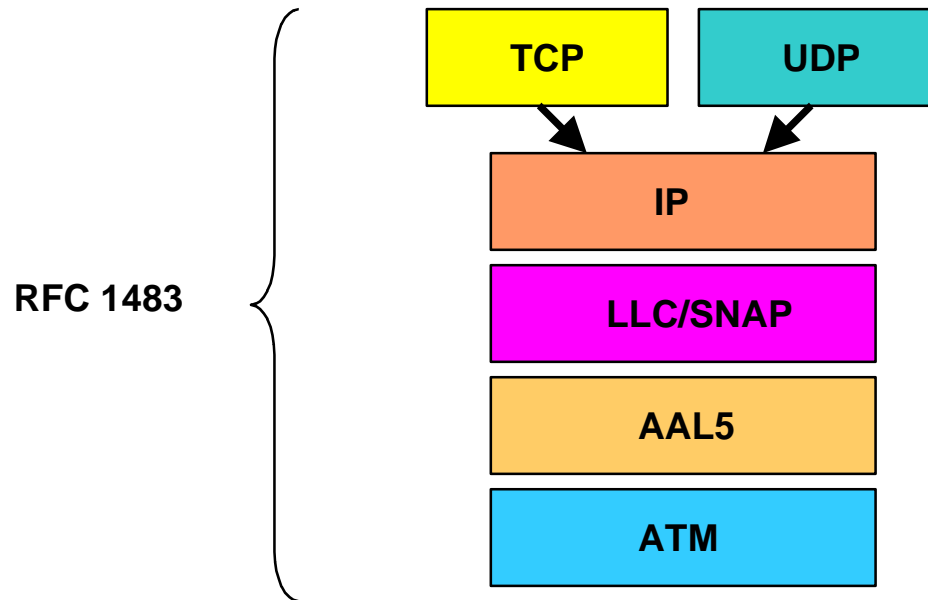 TCP
UDP
IP
RFC 1483
LLC/SNAP
AAL5
ATM